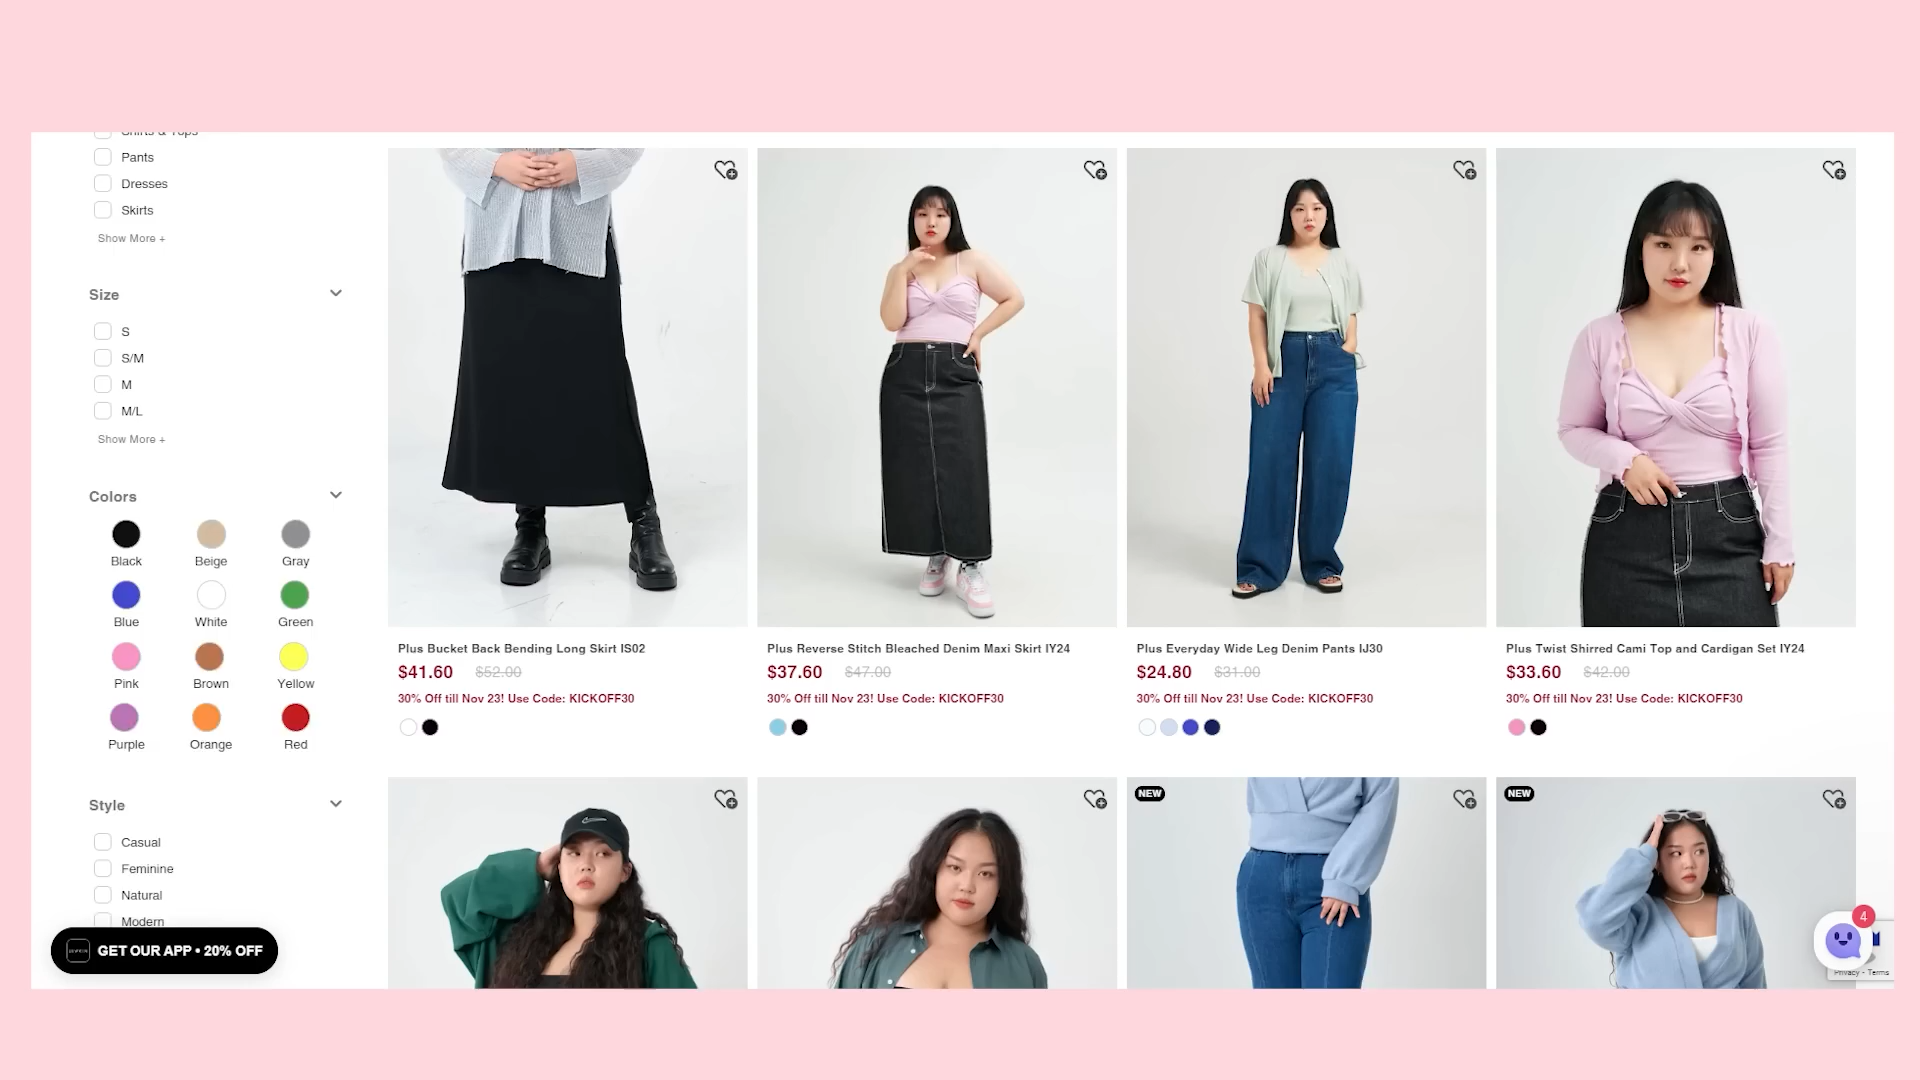 Shirts & Tops
Pants
Dresses
Skirts
Show More +
Size
S
S/M
M
M/L
Show More +
Colors
Black
Beige
Gray
Blue
White
Green
Pink
Brown
Yellow
Purple
Orange
Red
Style
Casual
Feminine
Natural
Modern
GET OUR APP • 20% OFF
Plus Bucket Back Bending Long Skirt IS02
$41.60 $52.00
30% Off till Nov 23! Use Code: KICKOFF30
Plus Reverse Stitch Bleached Denim Maxi Skirt IY24
$37.60 $47.00
30% Off till Nov 23! Use Code: KICKOFF30
Plus Everyday Wide Leg Denim Pants IJ30
$24.80 $31.00
30% Off till Nov 23! Use Code: KICKOFF30
Plus Twist Shirred Cami Top and Cardigan Set IY24
$33.60 $42.00
30% Off till Nov 23! Use Code: KICKOFF30
NEW
NEW
4
Privacy - Terms